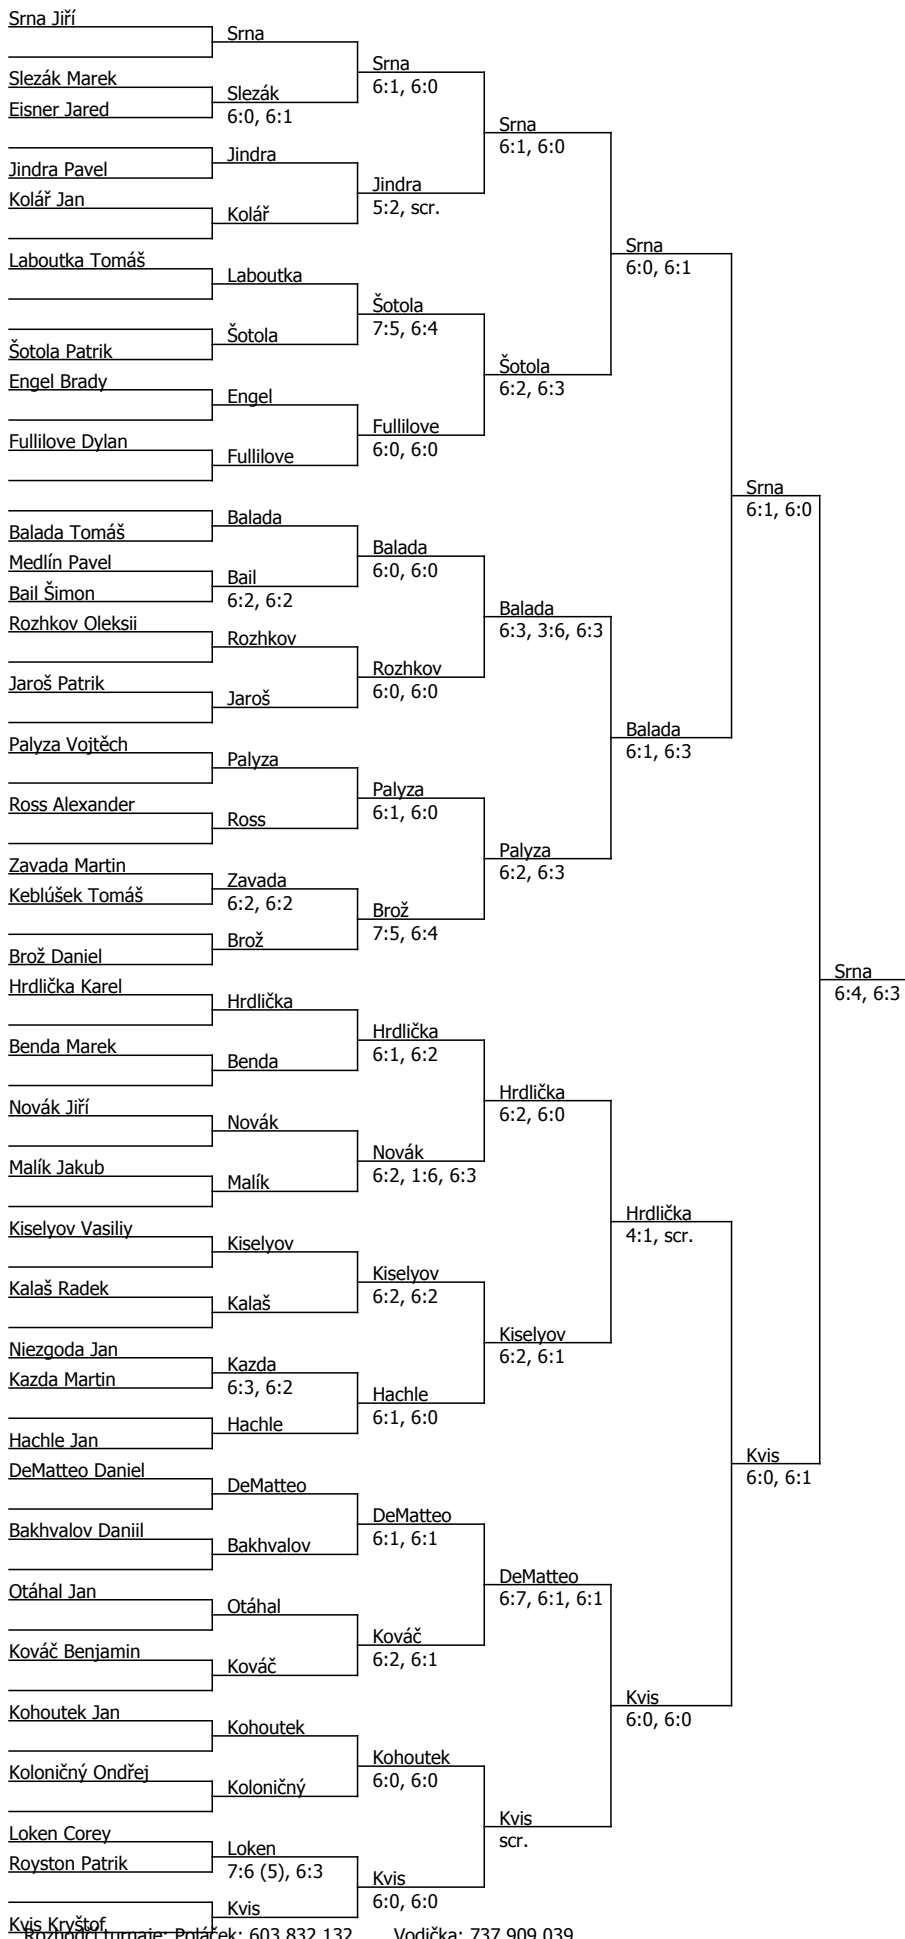 Srna Jiří
Srna
Srna
6:1, 6:0
Slezák Marek
Slezák
Eisner Jared
6:0, 6:1
Srna
6:1, 6:0
Jindra
Jindra Pavel
Jindra
5:2, scr.
Kolář Jan
Kolář
Srna
6:0, 6:1
Laboutka Tomáš
Laboutka
Šotola
7:5, 6:4
Šotola
Šotola Patrik
Šotola
6:2, 6:3
Engel Brady
Engel
Fullilove
6:0, 6:0
Fullilove Dylan
Fullilove
Srna
6:1, 6:0
Balada
Balada Tomáš
Balada
6:0, 6:0
Medlín Pavel
Bail
Bail Šimon
6:2, 6:2
Balada
6:3, 3:6, 6:3
Rozhkov Oleksii
Rozhkov
Rozhkov
6:0, 6:0
Jaroš Patrik
Jaroš
Balada
6:1, 6:3
Palyza Vojtěch
Palyza
Palyza
6:1, 6:0
Ross Alexander
Ross
Palyza
6:2, 6:3
Zavada Martin
Zavada
Keblúšek Tomáš
6:2, 6:2
Brož
7:5, 6:4
Brož
Brož Daniel
Srna
6:4, 6:3
Hrdlička Karel
Hrdlička
Hrdlička
6:1, 6:2
Benda Marek
Benda
Hrdlička
6:2, 6:0
Novák Jiří
Novák
Novák
6:2, 1:6, 6:3
Malík Jakub
Malík
Hrdlička
4:1, scr.
Kiselyov Vasiliy
Kiselyov
Kiselyov
6:2, 6:2
Kalaš Radek
Kalaš
Kiselyov
6:2, 6:1
Niezgoda Jan
Kazda
Kazda Martin
6:3, 6:2
Hachle
6:1, 6:0
Hachle
Hachle Jan
Kvis
6:0, 6:1
DeMatteo Daniel
DeMatteo
DeMatteo
6:1, 6:1
Bakhvalov Daniil
Bakhvalov
DeMatteo
6:7, 6:1, 6:1
Otáhal Jan
Otáhal
Kováč
6:2, 6:1
Kováč Benjamin
Kováč
Kvis
6:0, 6:0
Kohoutek Jan
Kohoutek
Kohoutek
6:0, 6:0
Koloničný Ondřej
Koloničný
Kvis
scr.
Loken Corey
Loken
Royston Patrik
7:6 (5), 6:3
Kvis
6:0, 6:0
Kvis
Kvis Kryštof
Rozhodčí turnaje: Poláček: 603 832 132 Vodička: 737 909 039